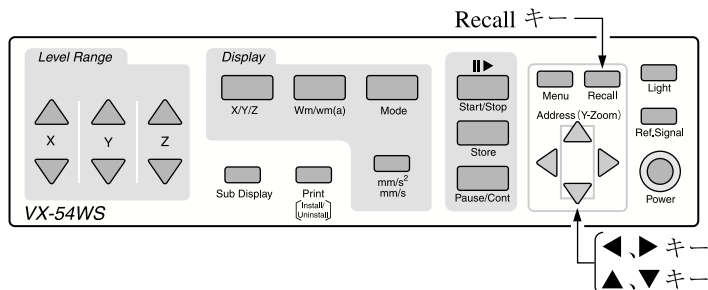 Recall キー
Level Range
Display
X/Y/Z
Wm/wm(a)
Mode
Start/Stop
Menu
Recall
Light
X
Y
Z
Address(Y-Zoom)
Ref.Signal
Sub Display
Print
[Install/
Uninstall]
mm/s²
mm/s
Store
Pause/Cont
Power
VX-54WS
◀、▶ キー
▲、▼ キー